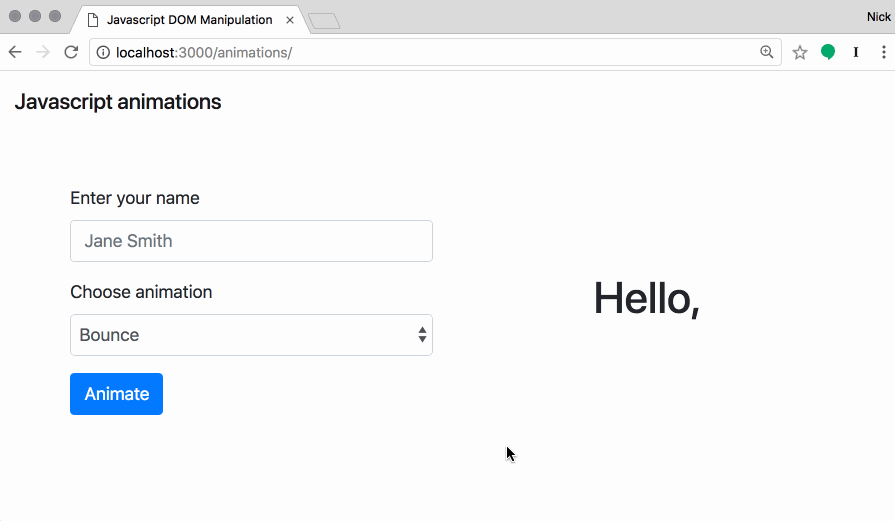 Javascript DOM Manipulation
Nick
localhost:3000/animations/
I
Javascript animations
Enter your name
Jane Smith
Choose animation
Bounce
Animate
Hello,